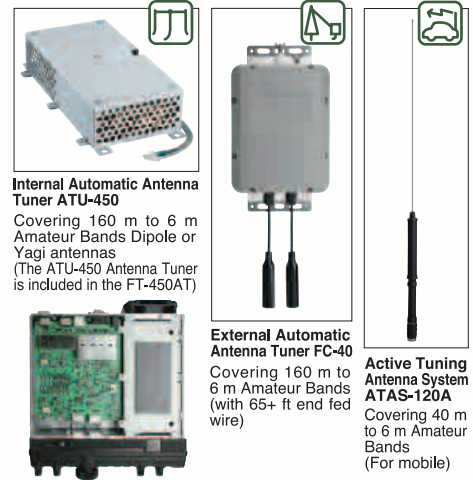 Internal Automatic Antenna
Tuner ATU-450
Covering 160 m to 6 m
Amateur Bands Dipole or
Yagi antennas
(The ATU-450 Antenna Tuner
is included in the FT-450AT)
External Automatic
Antenna Tuner FC-40
Covering 160 m to
6 m Amateur Bands
(with 65+ ft end fed
wire)
Active Tuning
Antenna System
ATAS-120A
Covering 40 m
to 6 m Amateur
Bands
(For mobile)